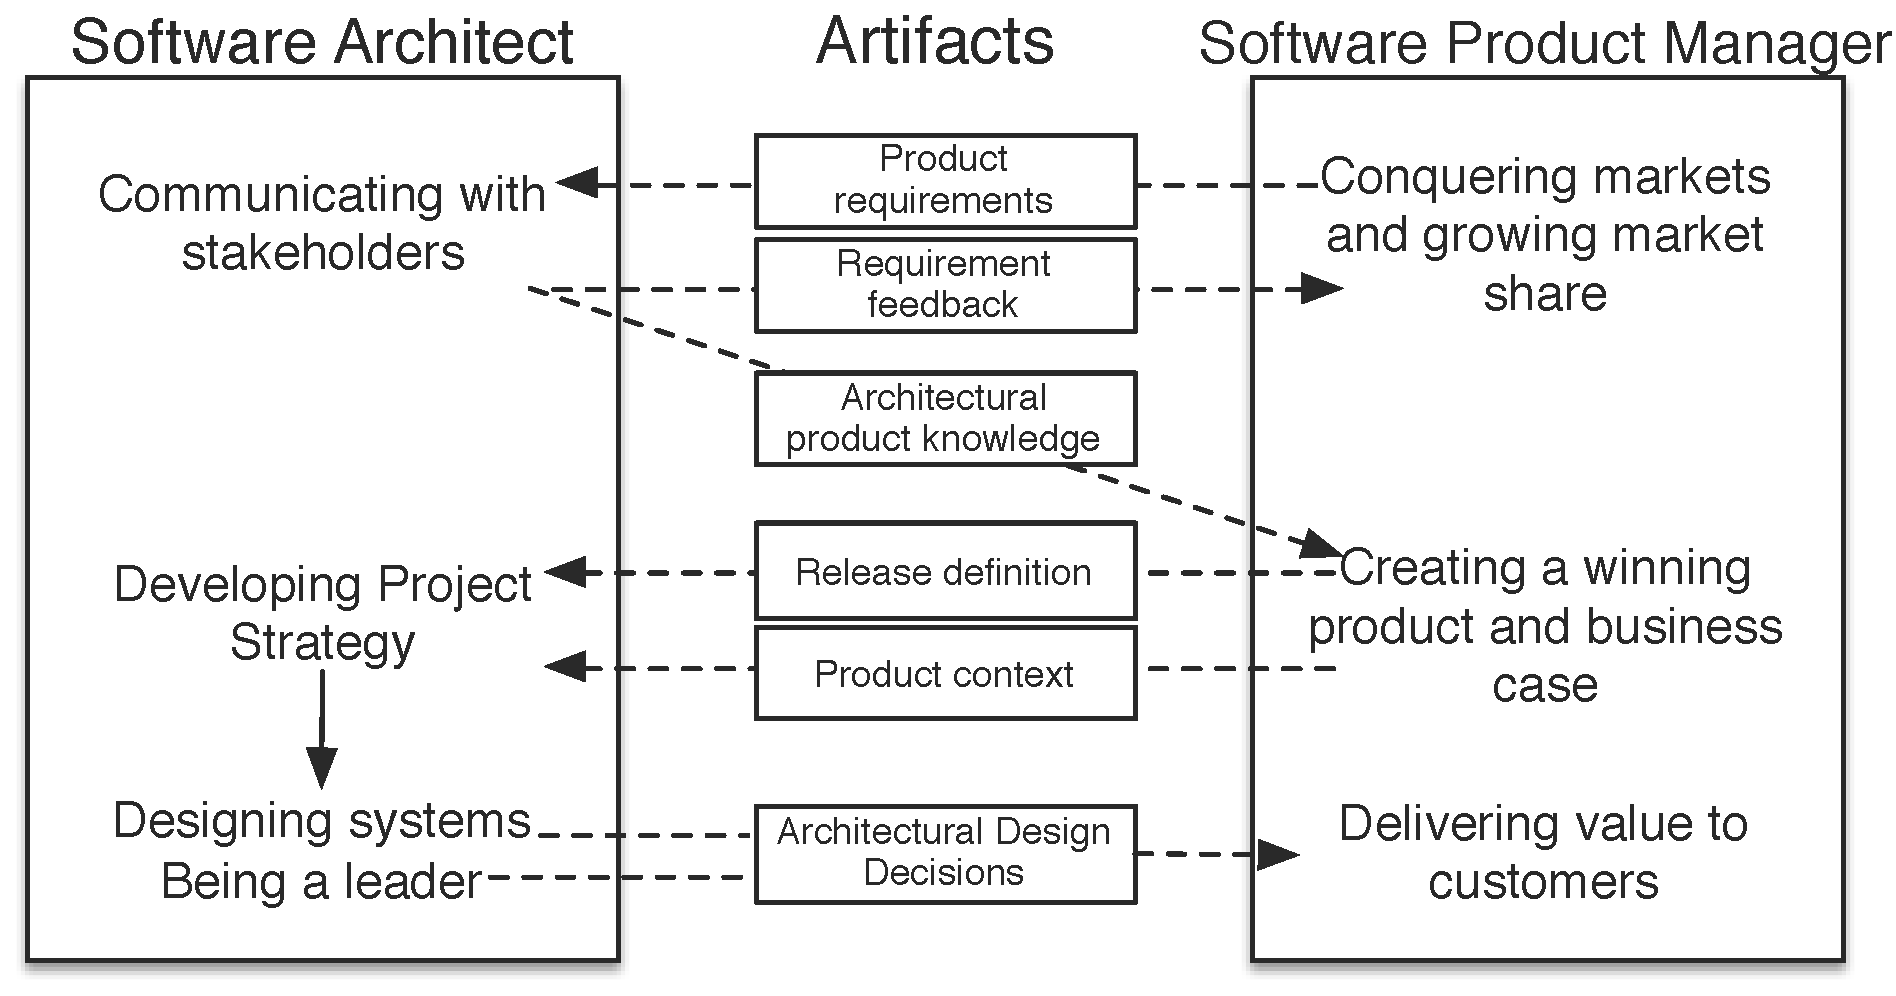 Software Architect
Artifacts
Software Product Manager
Communicating with
stakeholders
Developing Project
Strategy
Designing systems
Being a leader
Product
requirements
Requirement
feedback
Architectural
product knowledge
Release definition
Product context
Architectural Design
Decisions
Conquering markets
and growing market
share
Creating a winning
product and business
case
Delivering value to
customers